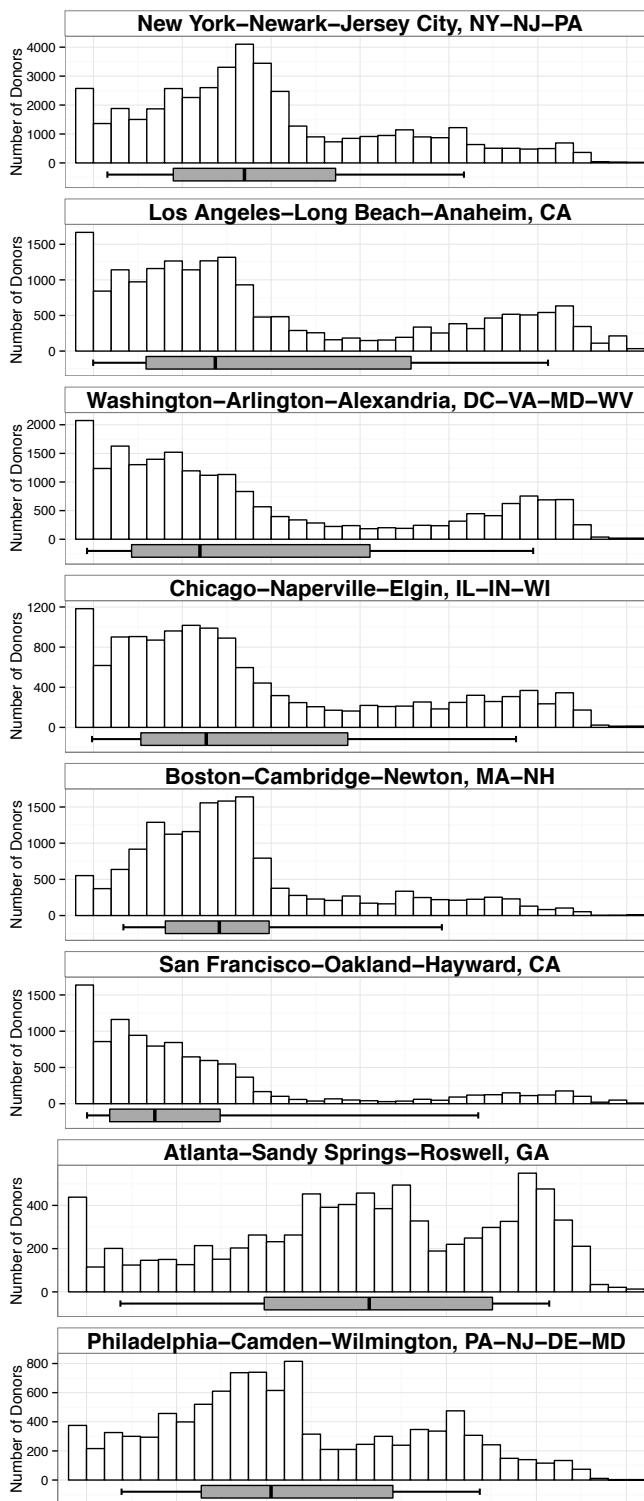 New York−Newark−Jersey City, NY−NJ−PA
Number of Donors
4000
3000
2000
1000
0
Los Angeles−Long Beach−Anaheim, CA
Number of Donors
1500
1000
500
0
Washington−Arlington−Alexandria, DC−VA−MD−WV
Number of Donors
2000
1500
1000
500
0
Chicago−Naperville−Elgin, IL−IN−WI
Number of Donors
1200
800
400
0
Boston−Cambridge−Newton, MA−NH
Number of Donors
1500
1000
500
0
San Francisco−Oakland−Hayward, CA
Number of Donors
1500
1000
500
0
Atlanta−Sandy Springs−Roswell, GA
Number of Donors
400
200
0
Philadelphia−Camden−Wilmington, PA−NJ−DE−MD
Number of Donors
800
600
400
200
0